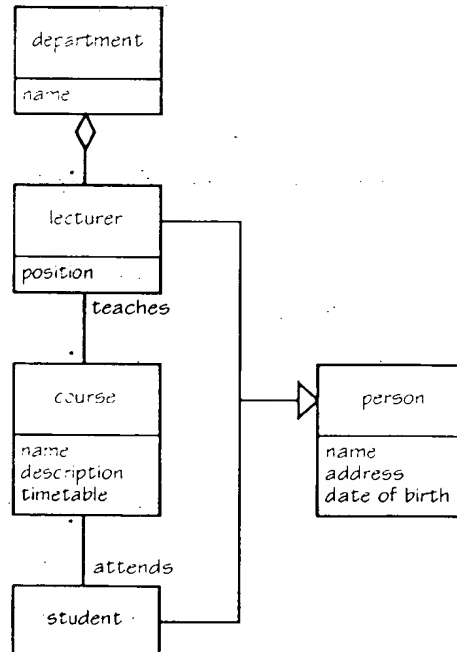 department
name
lecturer
position
teaches
course
name
description
timetable
person
name
address
date of birth
attends
student